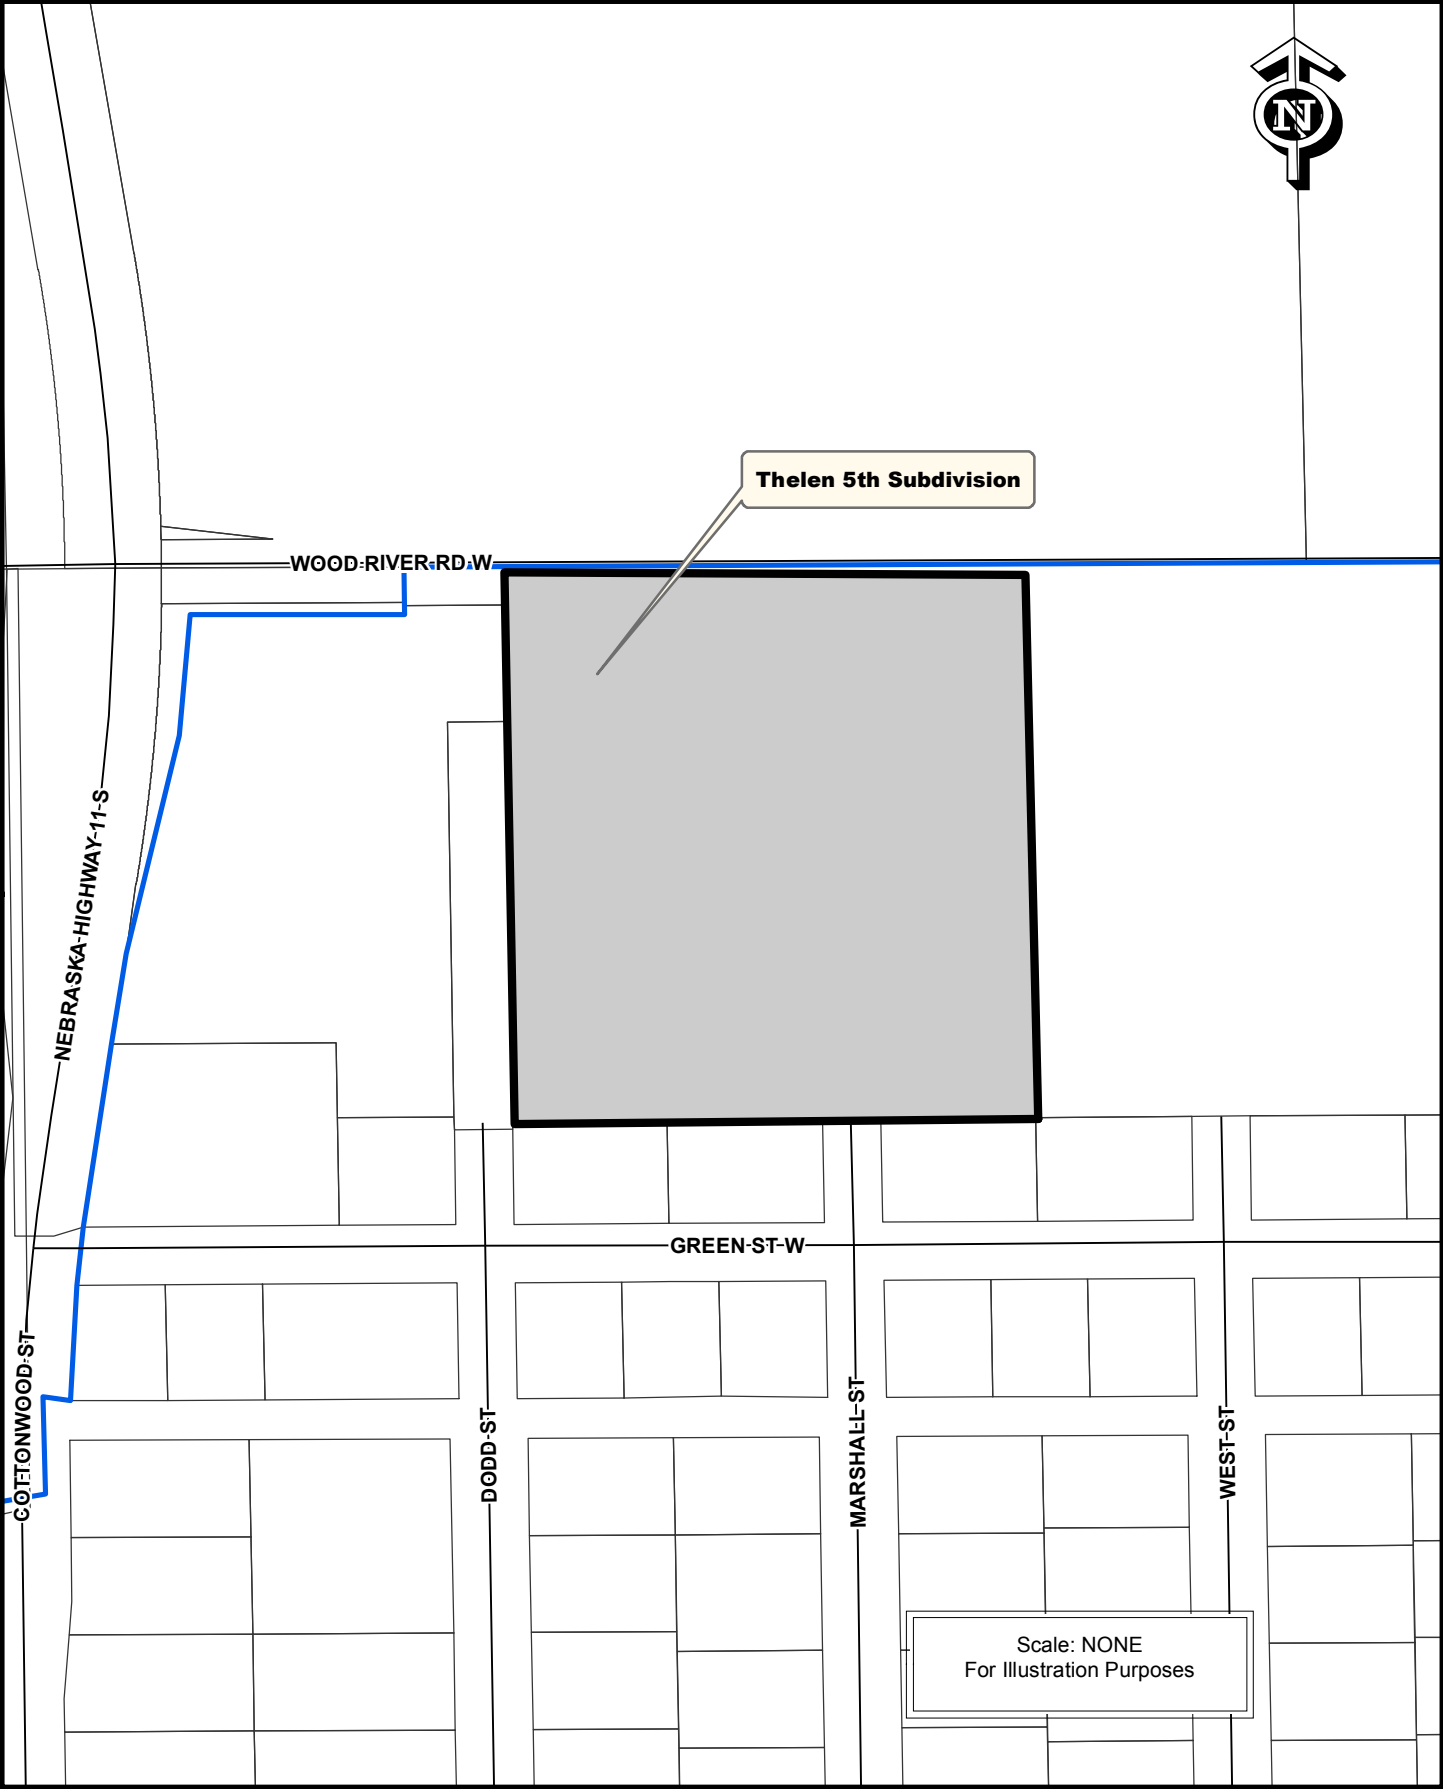 N
Thelen 5th Subdivision
WOOD RIVER RD W
NEBRASKA HIGHWAY 11 S
GREEN ST W
COTTONWOOD ST
DODD ST
MARSHALL ST
WEST ST
Scale: NONE
For Illustration Purposes